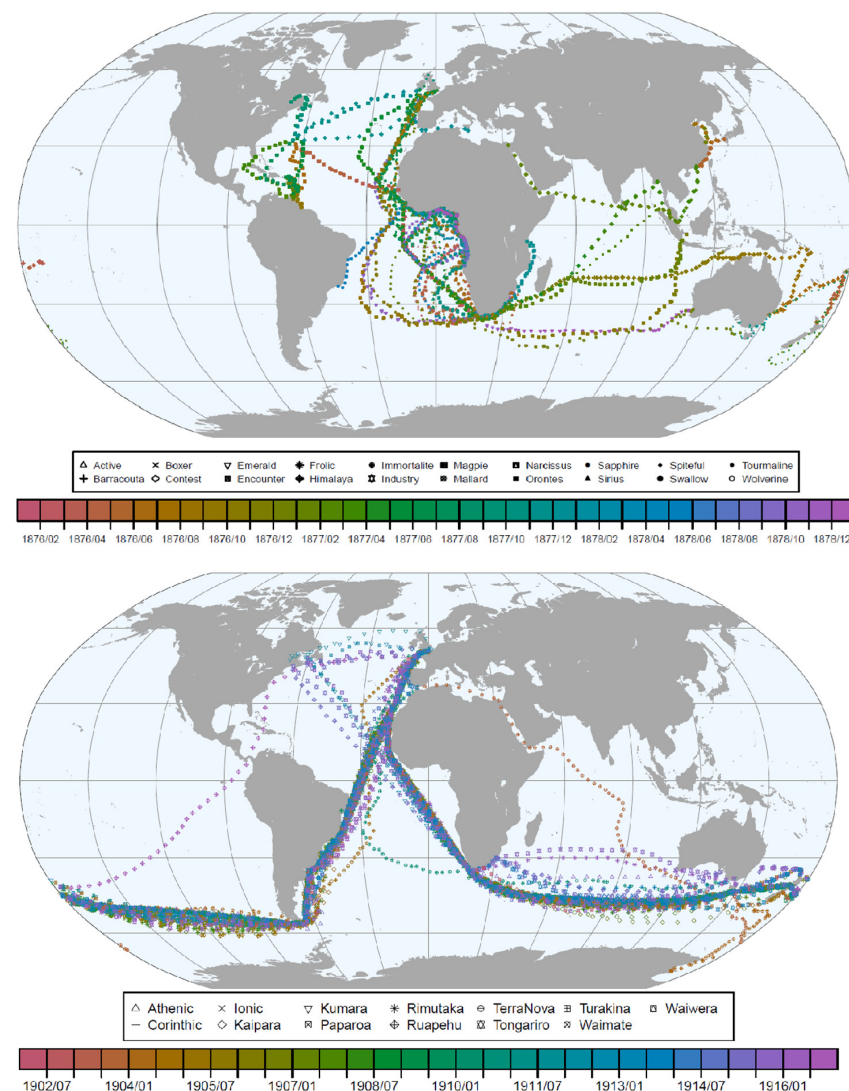 Active Boxer Emerald Frolic Immortalite Magpie Narcissus Sapphire Spiteful Tourmaline
Barracouta Contest Encounter Himalaya Industry Mallard Orontes Sirius Swallow Wolverine
1876/02 1876/04 1876/06 1876/08 1876/10 1876/12 1877/02 1877/04 1877/06 1877/08 1877/10 1877/12 1878/02 1878/04 1878/06 1878/08 1878/10 1878/12
Athenic Ionic Kumara Rimutaka TerraNova Turakina Waiwera
Corinthic Kaipara Paparoa Ruapehu Tongariro Waimate
1902/07 1904/01 1905/07 1907/01 1908/07 1910/01 1911/07 1913/01 1914/07 1916/01